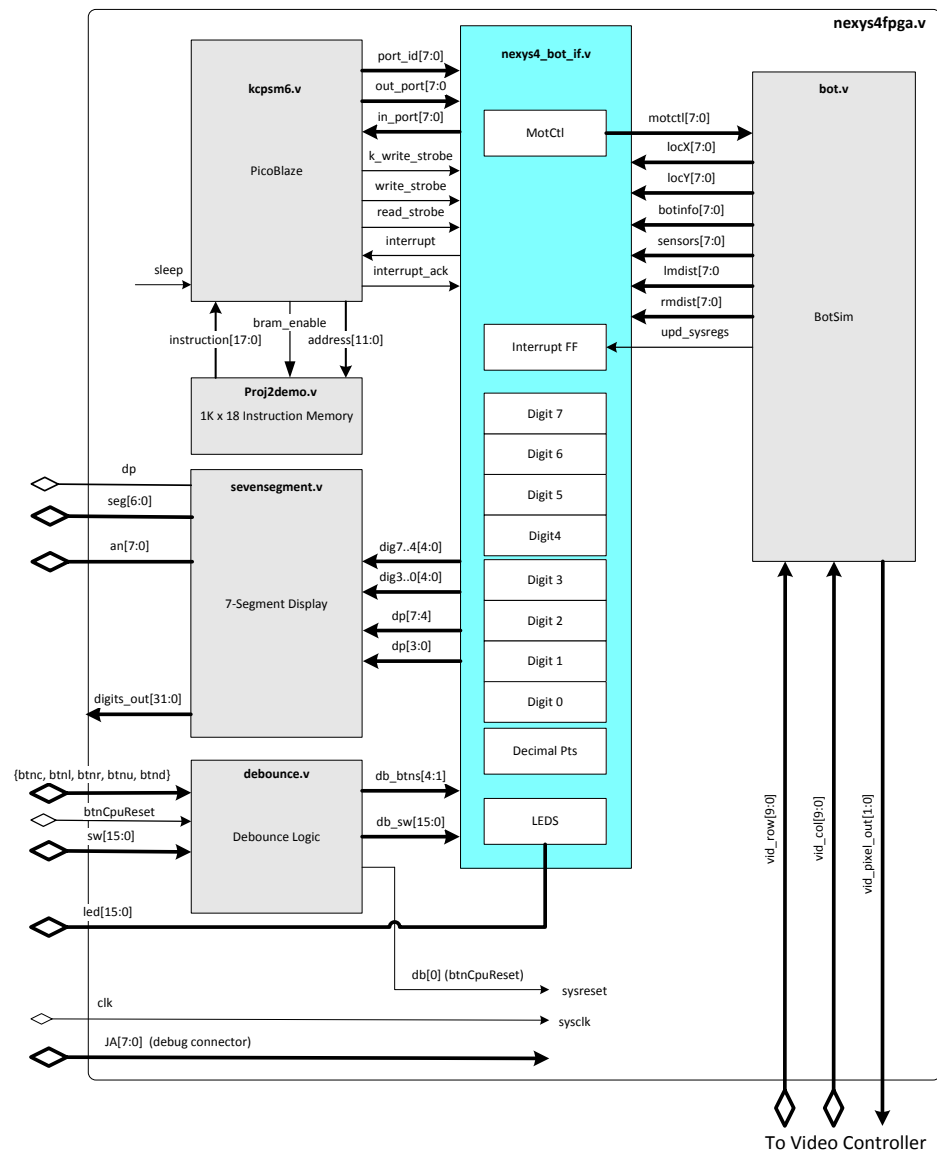 nexys4fpga.v
kcpsm6.v
PicoBlaze
port_id[7:0]
out_port[7:0
in_port[7:0]
k_write_strobe
write_strobe
read_strobe
interrupt
interrupt_ack
sleep
bram_enable
instruction[17:0]
address[11:0]
Proj2demo.v
1K x 18 Instruction Memory
nexys4_bot_if.v
MotCtl
Interrupt FF
Digit 7
Digit 6
Digit 5
Digit4
Digit 3
Digit 2
Digit 1
Digit 0
Decimal Pts
LEDS
bot.v
BotSim
motctl[7:0]
locX[7:0]
locY[7:0]
botinfo[7:0]
sensors[7:0]
lmdist[7:0
rmdist[7:0]
upd_sysregs
dp
seg[6:0]
an[7:0]
sevensegment.v
7-Segment Display
dig7..4[4:0]
dig3..0[4:0]
dp[7:4]
dp[3:0]
digits_out[31:0]
{btnc, btnl, btnr, btnu, btnd}
btnCpuReset
sw[15:0]
debounce.v
Debounce Logic
db_btns[4:1]
db_sw[15:0]
led[15:0]
db[0] (btnCpuReset)
sysreset
clk
sysclk
JA[7:0] (debug connector)
vid_row[9:0]
vid_col[9:0]
vid_pixel_out[1:0]
To Video Controller